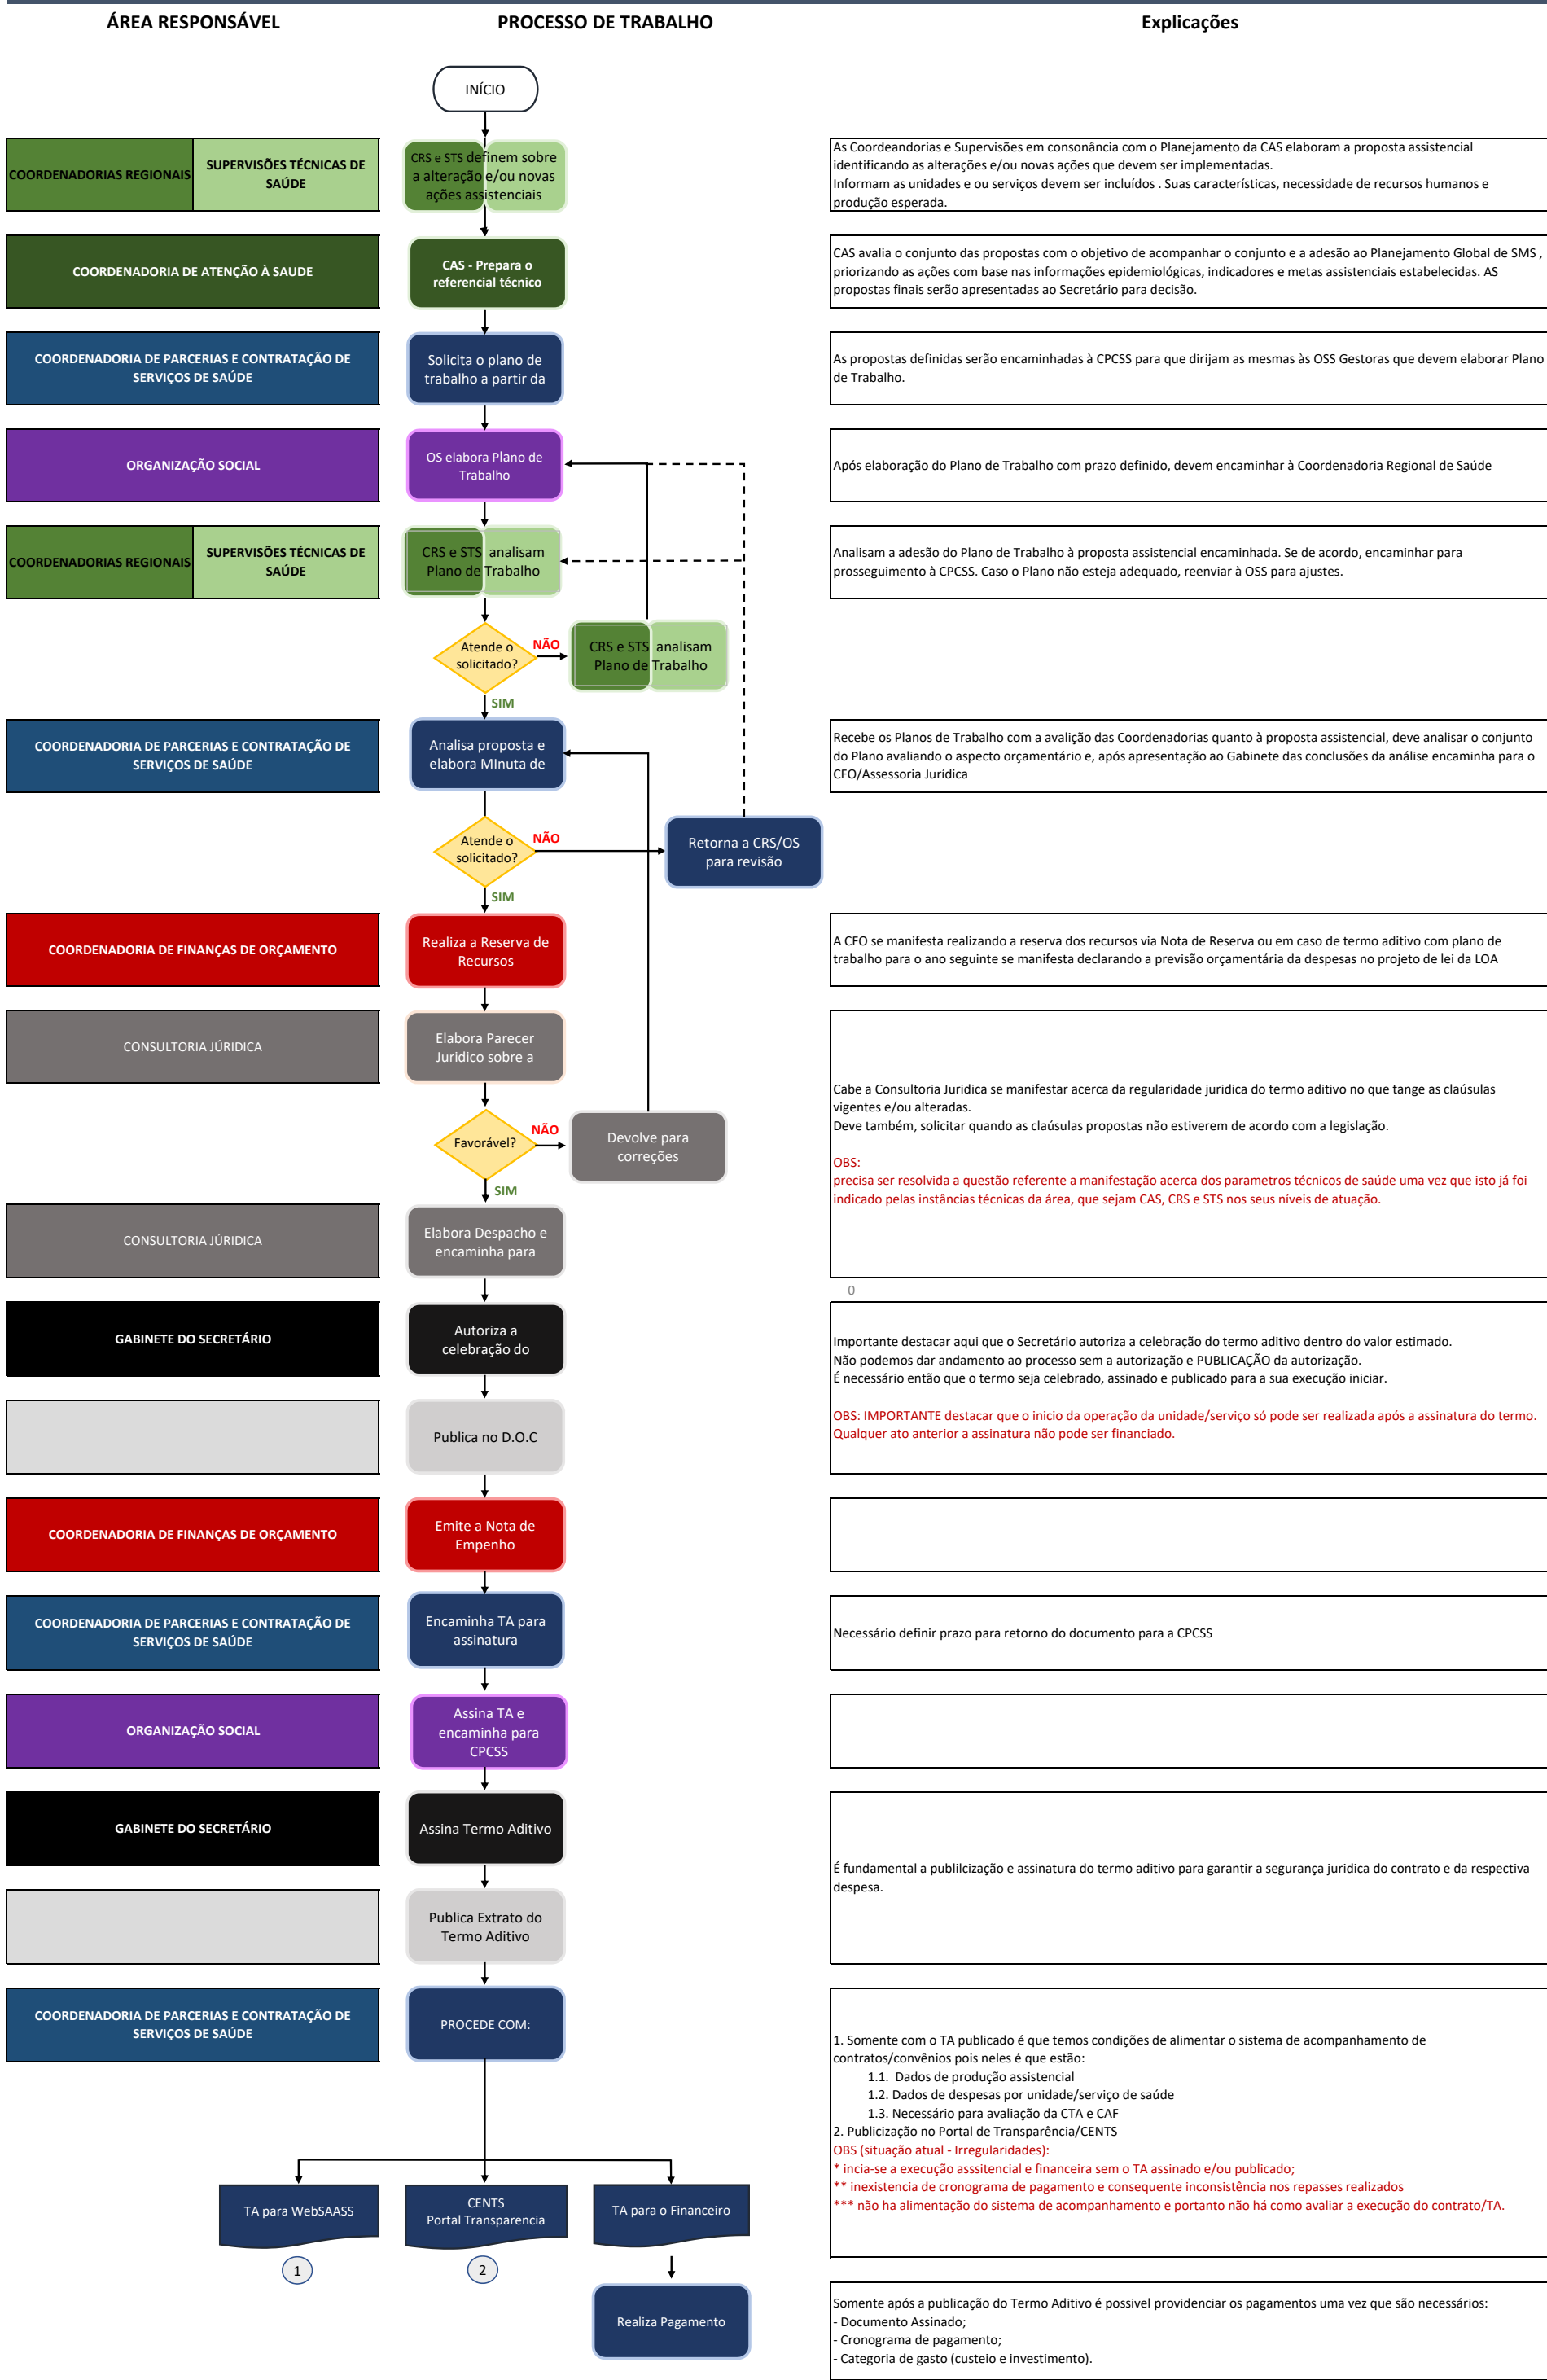 ÁREA RESPONSÁVEL
PROCESSO DE TRABALHO
Explicações
INÍCIO
COORDENADORIAS REGIONAIS
SUPERVISÕES TÉCNICAS DE
SAÚDE
CRS e STS definem sobre
a alteração e/ou novas
ações assistenciais
As Coordeandorias e Supervisões em consonância com o Planejamento da CAS elaboram a proposta assistencial
identificando as alterações e/ou novas ações que devem ser implementadas.
Informam as unidades e ou serviços devem ser incluídos . Suas características, necessidade de recursos humanos e
produção esperada.
COORDENADORIA DE ATENÇÃO À SAUDE
CAS - Prepara o
referencial técnico
CAS avalia o conjunto das propostas com o objetivo de acompanhar o conjunto e a adesão ao Planejamento Global de SMS ,
priorizando as ações com base nas informações epidemiológicas, indicadores e metas assistenciais estabelecidas. AS
propostas finais serão apresentadas ao Secretário para decisão.
COORDENADORIA DE PARCERIAS E CONTRATAÇÃO DE
SERVIÇOS DE SAÚDE
Solicita o plano de
trabalho a partir da
As propostas definidas serão encaminhadas à CPCSS para que dirijam as mesmas às OSS Gestoras que devem elaborar Plano
de Trabalho.
ORGANIZAÇÃO SOCIAL
OS elabora Plano de
Trabalho
Após elaboração do Plano de Trabalho com prazo definido, devem encaminhar à Coordenadoria Regional de Saúde
COORDENADORIAS REGIONAIS
SUPERVISÕES TÉCNICAS DE
SAÚDE
CRS e STS analisam
Plano de Trabalho
Analisam a adesão do Plano de Trabalho à proposta assistencial encaminhada. Se de acordo, encaminhar para
prosseguimento à CPCSS. Caso o Plano não esteja adequado, reenviar à OSS para ajustes.
Atende o
solicitado?
NÃO
CRS e STS analisam
Plano de Trabalho
SIM
COORDENADORIA DE PARCERIAS E CONTRATAÇÃO DE
SERVIÇOS DE SAÚDE
Analisa proposta e
elabora MInuta de
Recebe os Planos de Trabalho com a avalição das Coordenadorias quanto à proposta assistencial, deve analisar o conjunto
do Plano avaliando o aspecto orçamentário e, após apresentação ao Gabinete das conclusões da análise encaminha para o
CFO/Assessoria Jurídica
Atende o
solicitado?
NÃO
Retorna a CRS/OS
para revisão
SIM
COORDENADORIA DE FINANÇAS DE ORÇAMENTO
Realiza a Reserva de
Recursos
A CFO se manifesta realizando a reserva dos recursos via Nota de Reserva ou em caso de termo aditivo com plano de
trabalho para o ano seguinte se manifesta declarando a previsão orçamentária da despesas no projeto de lei da LOA
CONSULTORIA JÚRIDICA
Elabora Parecer
Juridico sobre a
Cabe a Consultoria Juridica se manifestar acerca da regularidade juridica do termo aditivo no que tange as claúsulas
vigentes e/ou alteradas.
Deve também, solicitar quando as claúsulas propostas não estiverem de acordo com a legislação.
OBS:
precisa ser resolvida a questão referente a manifestação acerca dos parametros técnicos de saúde uma vez que isto já foi
indicado pelas instâncias técnicas da área, que sejam CAS, CRS e STS nos seus níveis de atuação.
Favorável?
NÃO
Devolve para
correções
SIM
CONSULTORIA JÚRIDICA
Elabora Despacho e
encaminha para
0
GABINETE DO SECRETÁRIO
Autoriza a
celebração do
Importante destacar aqui que o Secretário autoriza a celebração do termo aditivo dentro do valor estimado.
Não podemos dar andamento ao processo sem a autorização e PUBLICAÇÃO da autorização.
É necessário então que o termo seja celebrado, assinado e publicado para a sua execução iniciar.
OBS: IMPORTANTE destacar que o inicio da operação da unidade/serviço só pode ser realizada após a assinatura do termo.
Qualquer ato anterior a assinatura não pode ser financiado.
Publica no D.O.C
COORDENADORIA DE FINANÇAS DE ORÇAMENTO
Emite a Nota de
Empenho
COORDENADORIA DE PARCERIAS E CONTRATAÇÃO DE
SERVIÇOS DE SAÚDE
Encaminha TA para
assinatura
Necessário definir prazo para retorno do documento para a CPCSS
ORGANIZAÇÃO SOCIAL
Assina TA e
encaminha para
CPCSS
GABINETE DO SECRETÁRIO
Assina Termo Aditivo
É fundamental a publilcização e assinatura do termo aditivo para garantir a segurança juridica do contrato e da respectiva
despesa.
Publica Extrato do
Termo Aditivo
COORDENADORIA DE PARCERIAS E CONTRATAÇÃO DE
SERVIÇOS DE SAÚDE
PROCEDE COM:
1. Somente com o TA publicado é que temos condições de alimentar o sistema de acompanhamento de
contratos/convênios pois neles é que estão:
1.1. Dados de produção assistencial
1.2. Dados de despesas por unidade/serviço de saúde
1.3. Necessário para avaliação da CTA e CAF
2. Publicização no Portal de Transparência/CENTS
OBS (situação atual - Irregularidades):
* incia-se a execução asssitencial e financeira sem o TA assinado e/ou publicado;
** inexistencia de cronograma de pagamento e consequente inconsistência nos repasses realizados
*** não ha alimentação do sistema de acompanhamento e portanto não há como avaliar a execução do contrato/TA.
TA para WebSAASS
CENTS
Portal Transparencia
TA para o Financeiro
1
2
Realiza Pagamento
Somente após a publicação do Termo Aditivo é possivel providenciar os pagamentos uma vez que são necessários:
- Documento Assinado;
- Cronograma de pagamento;
- Categoria de gasto (custeio e investimento).